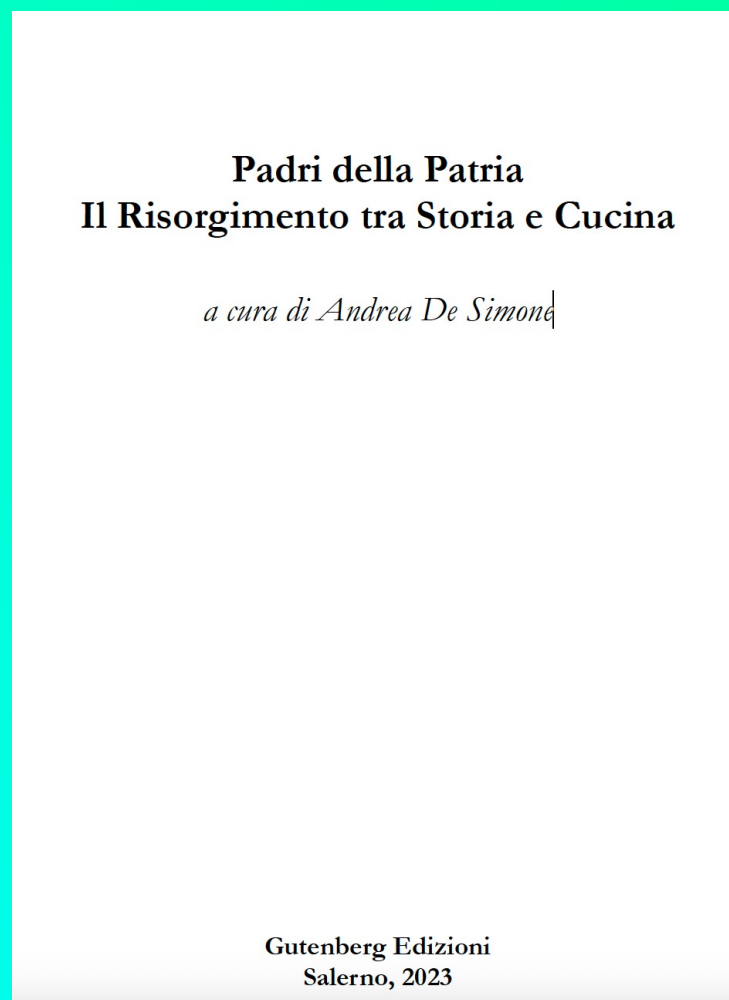 Padri della Patria
Il Risorgimento tra Storia e Cucina
a cura di Andrea De Simone
Gutenberg Edizioni
Salerno, 2023